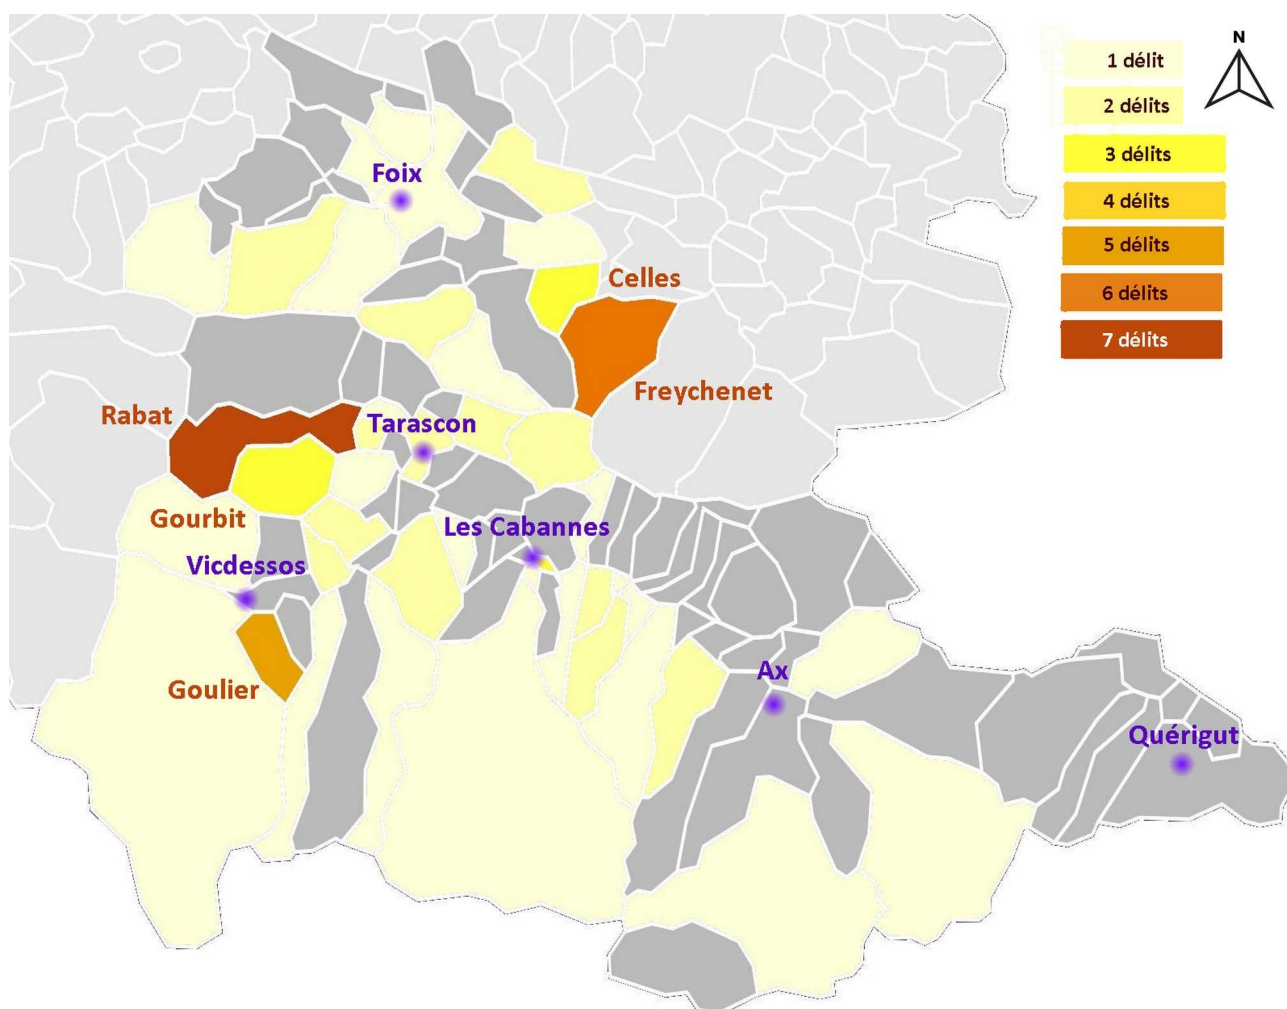 N
1 délit
2 délits
3 délits
4 délits
5 délits
6 délits
7 délits
Foix
Celles
Freychenet
Rabat
Tarascon
Gourbit
Les Cabannes
Vicdessos
Goulier
Ax
Quérigut